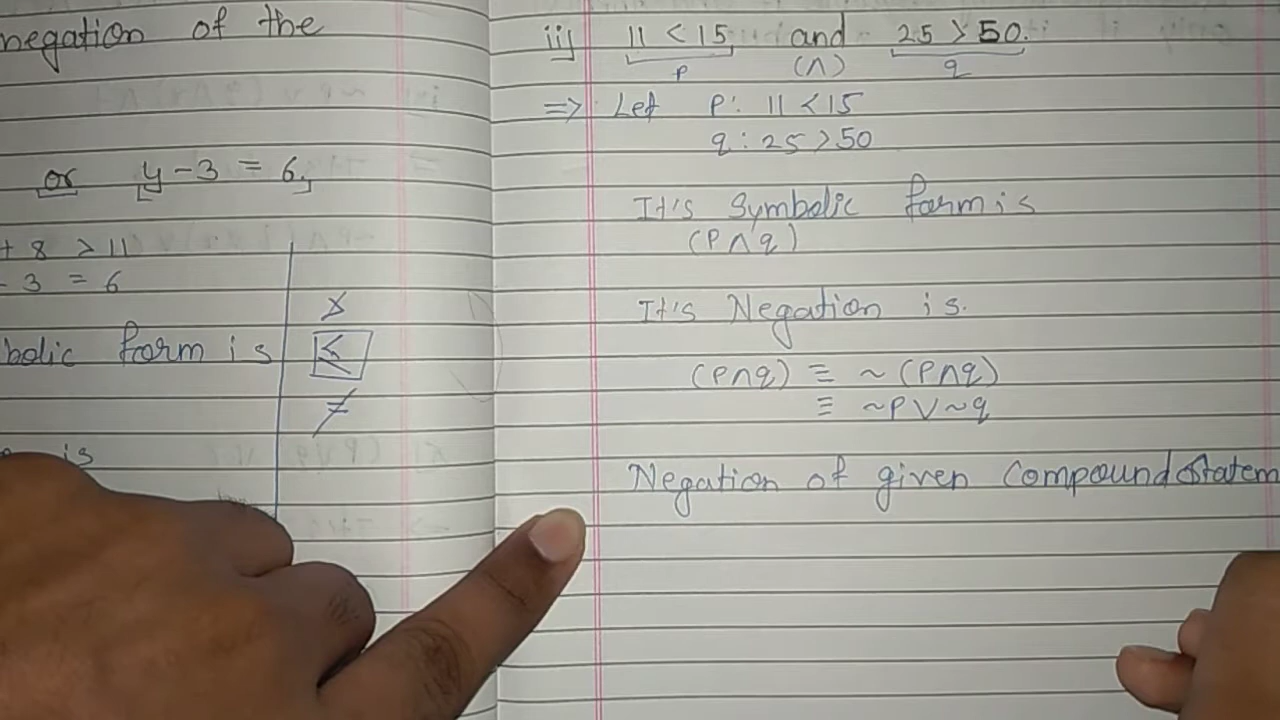 negation of the
or y - 3 = 6,
+ 8 > 11
- 3 = 6
bolic form is
≯
≤
≠
is
ii) 11 < 15 and 25 > 50.
p (∧) q
=> Let P: 11 < 15
q : 25 > 50
It's Symbolic form is
(P ∧ q)
It's Negation is.
(P∧q) ≡ ~ (P∧q)
≡ ~P V ~q
Negation of given Compound Statem